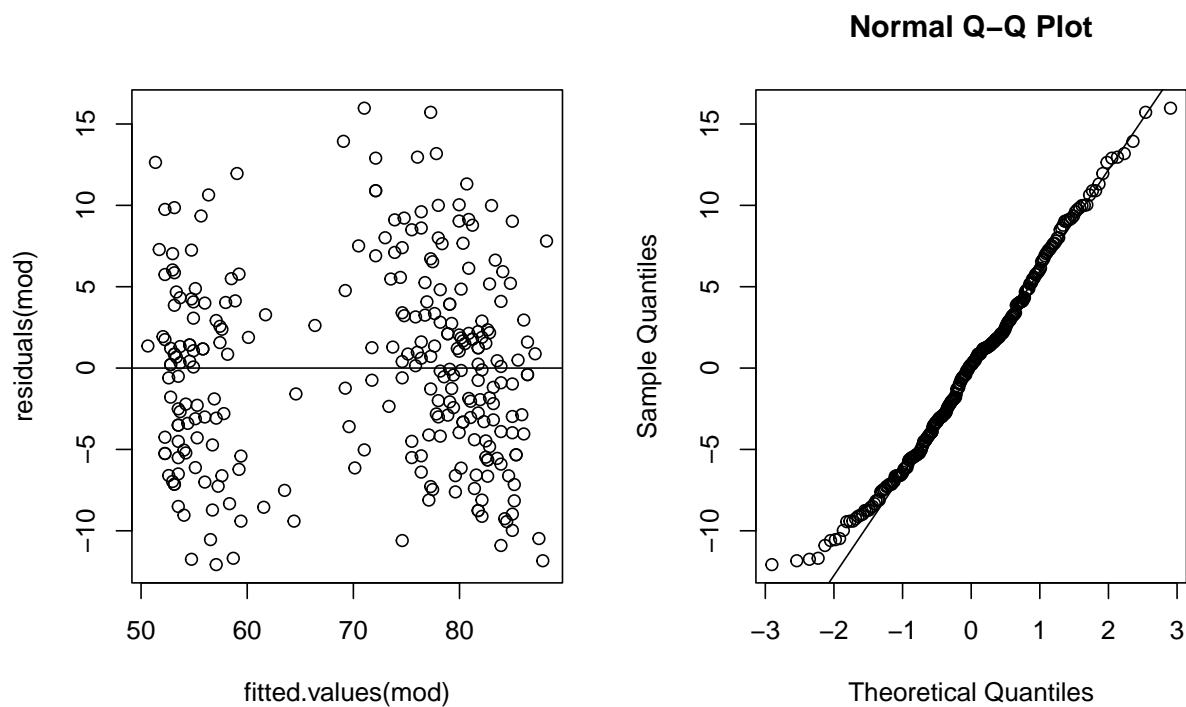 Normal Q−Q Plot
residuals(mod)
15
10
5
0
−5
−10
50 60 70 80
fitted.values(mod)
Sample Quantiles
15
10
5
0
−5
−10
−3 −2 −1 0 1 2 3
Theoretical Quantiles